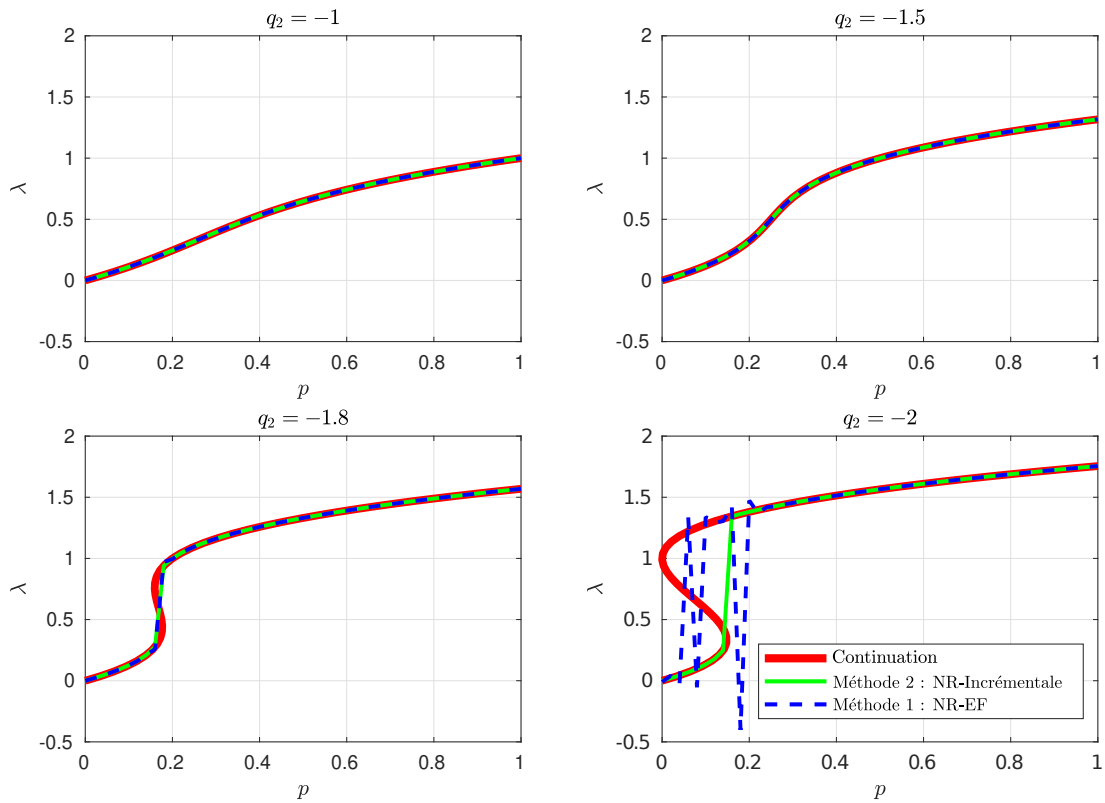 q₂ = −1
2
1.5
1
0.5
0
-0.5
λ
0 0.2 0.4 0.6 0.8 1
p
q₂ = −1.5
2
1.5
1
0.5
0
-0.5
λ
0 0.2 0.4 0.6 0.8 1
p
q₂ = −1.8
2
1.5
1
0.5
0
-0.5
λ
0 0.2 0.4 0.6 0.8 1
p
q₂ = −2
2
1.5
1
0.5
0
-0.5
λ
Continuation
Méthode 2 : NR-Incrémentale
Méthode 1 : NR-EF
0 0.2 0.4 0.6 0.8 1
p